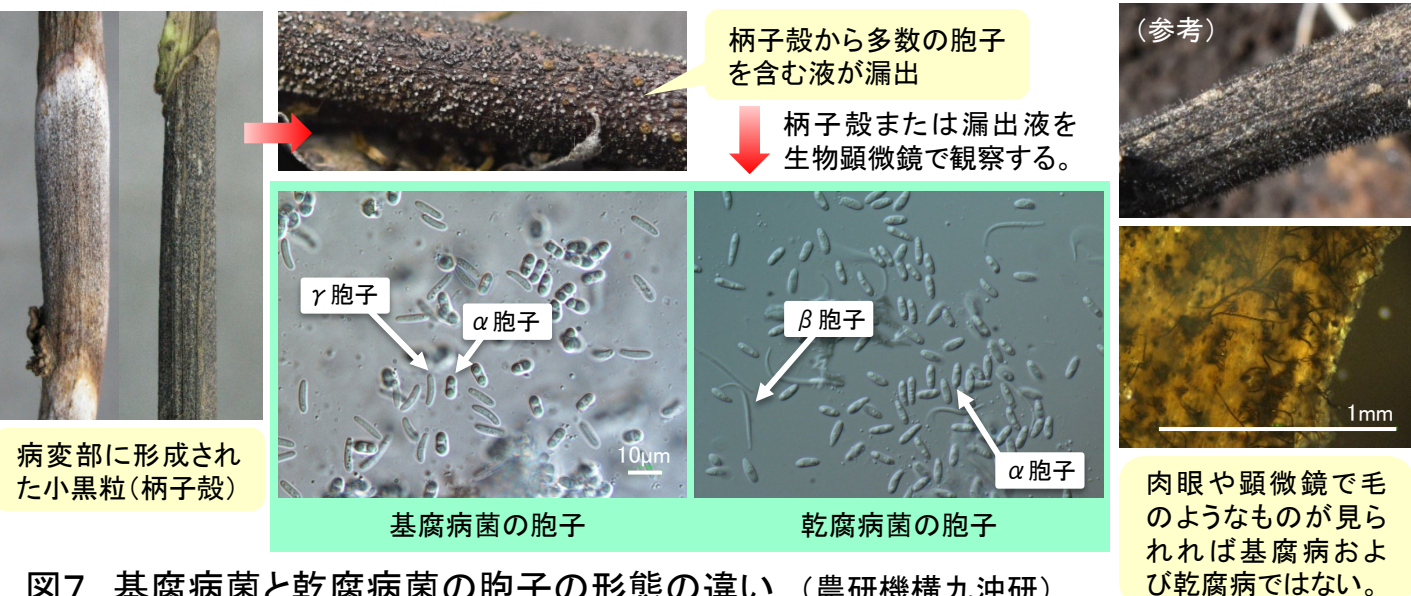 病変部に形成され
た小黒粒(柄子殻)
柄子殻から多数の胞子
を含む液が漏出
柄子殻または漏出液を
生物顕微鏡で観察する。
γ胞子
α胞子
10μm
基腐病菌の胞子
β胞子
α胞子
乾腐病菌の胞子
(参考)
1mm
肉眼や顕微鏡で毛
のようなものが見ら
れれば基腐病およ
び乾腐病ではない。
図7 基腐病菌と乾腐病菌の胞子の形態の違い (農研機構九沖研)